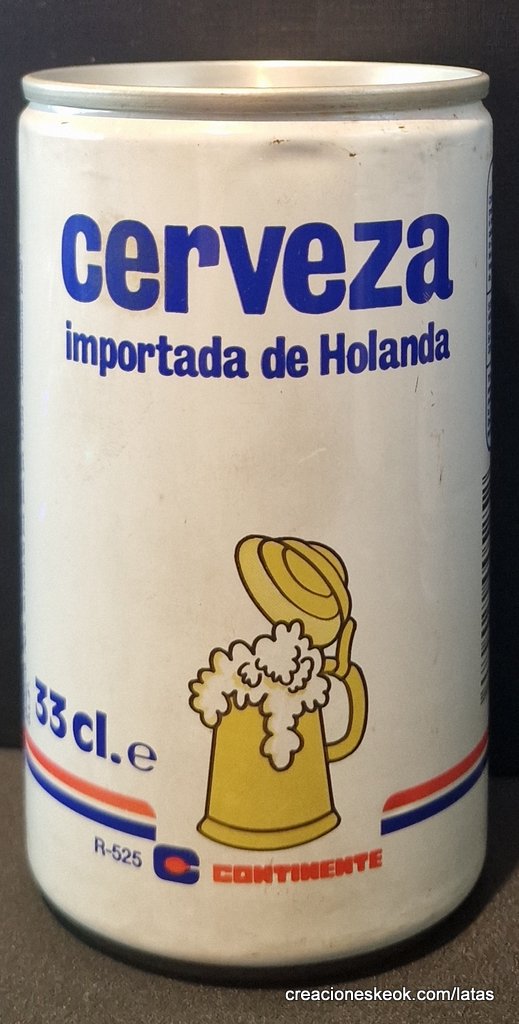 cerveza
importada de Holanda
33 cl. e
R-525 C CONTINENTE
creacioneskeok.com/latas